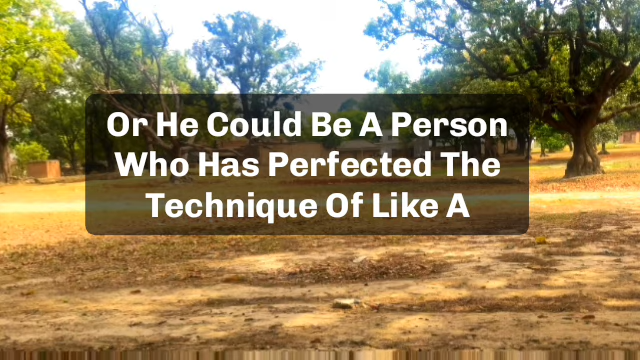 Or He Could Be A Person
Who Has Perfected The
Technique Of Like A